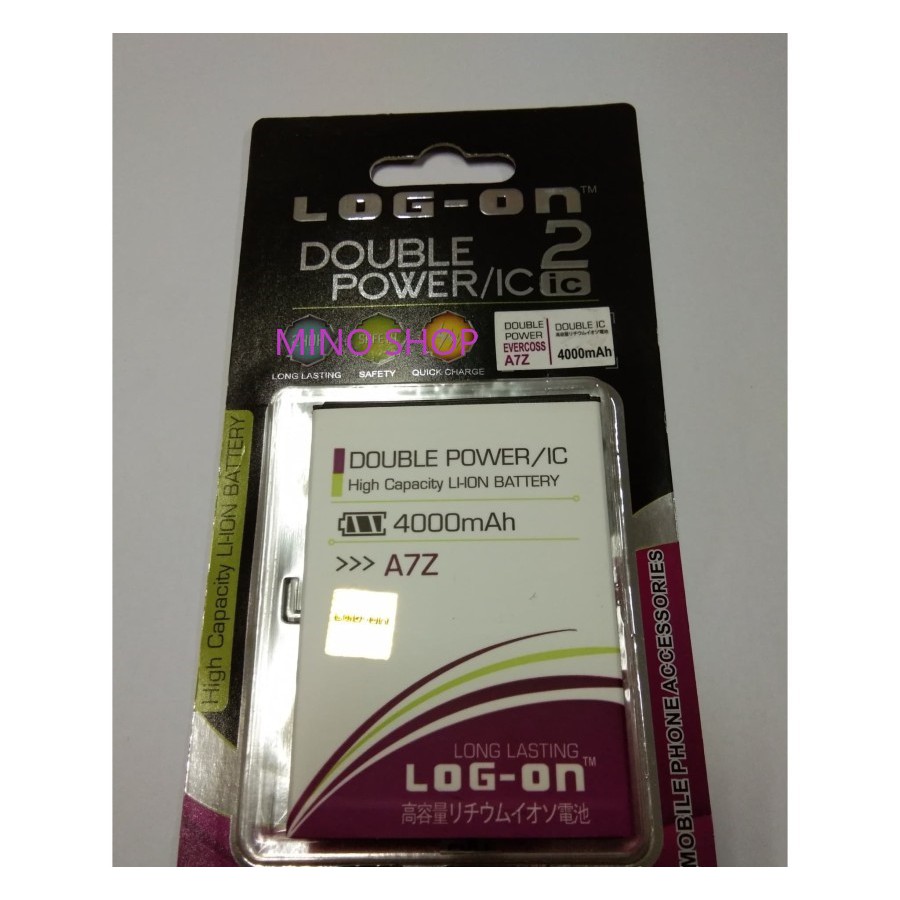 LOG-ON™
DOUBLE
POWER/IC
2
ic
MINO SHOP
LONG LASTING
SAFETY
QUICK CHARGE
DOUBLE
POWER
EVERCOSS
A7Z
DOUBLE IC
4000mAh
High Capacity LI-ION BATTERY
DOUBLE POWER/IC
High Capacity LI-ION BATTERY
4000mAh
>>> A7Z
LONG LASTING
LOG-ON™
高容量リチウムイオソ電池
MOBILE PHONE ACCESSORIES